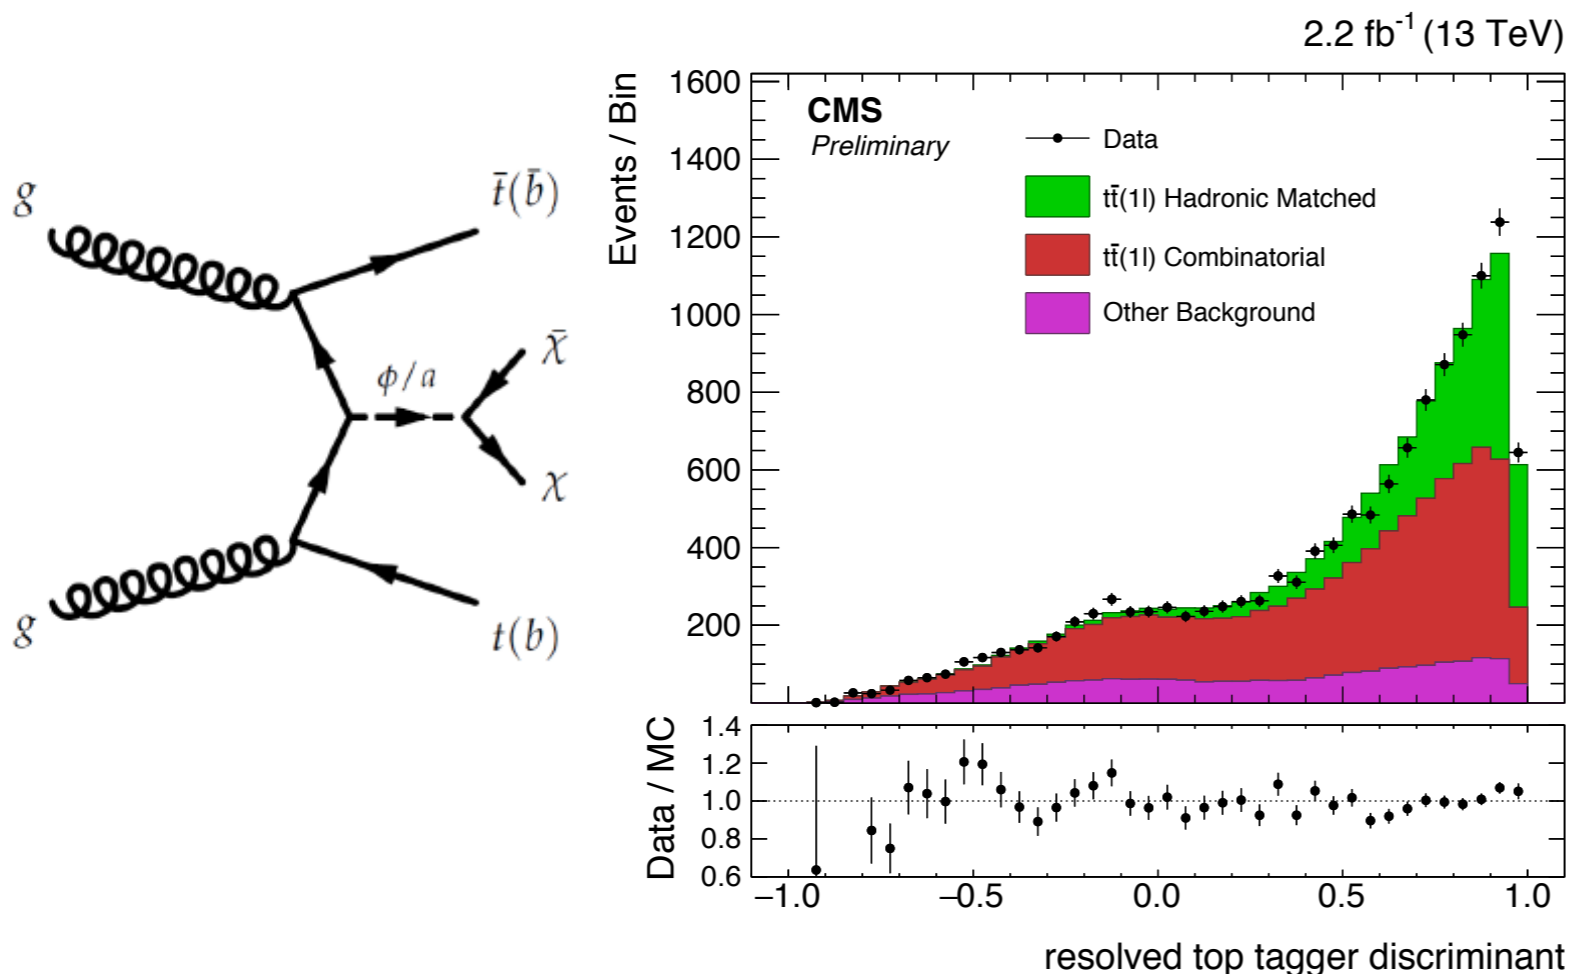 g
t̄(b̄)
χ̄
ϕ/a
χ
g
t(b)
2.2 fb⁻¹ (13 TeV)
Events / Bin
1600
1400
1200
1000
800
600
400
200
CMS
Preliminary
Data
tt̄(1l) Hadronic Matched
tt̄(1l) Combinatorial
Other Background
Data / MC
1.4
1.2
1.0
0.8
0.6
−1.0 −0.5 0.0 0.5 1.0
resolved top tagger discriminant